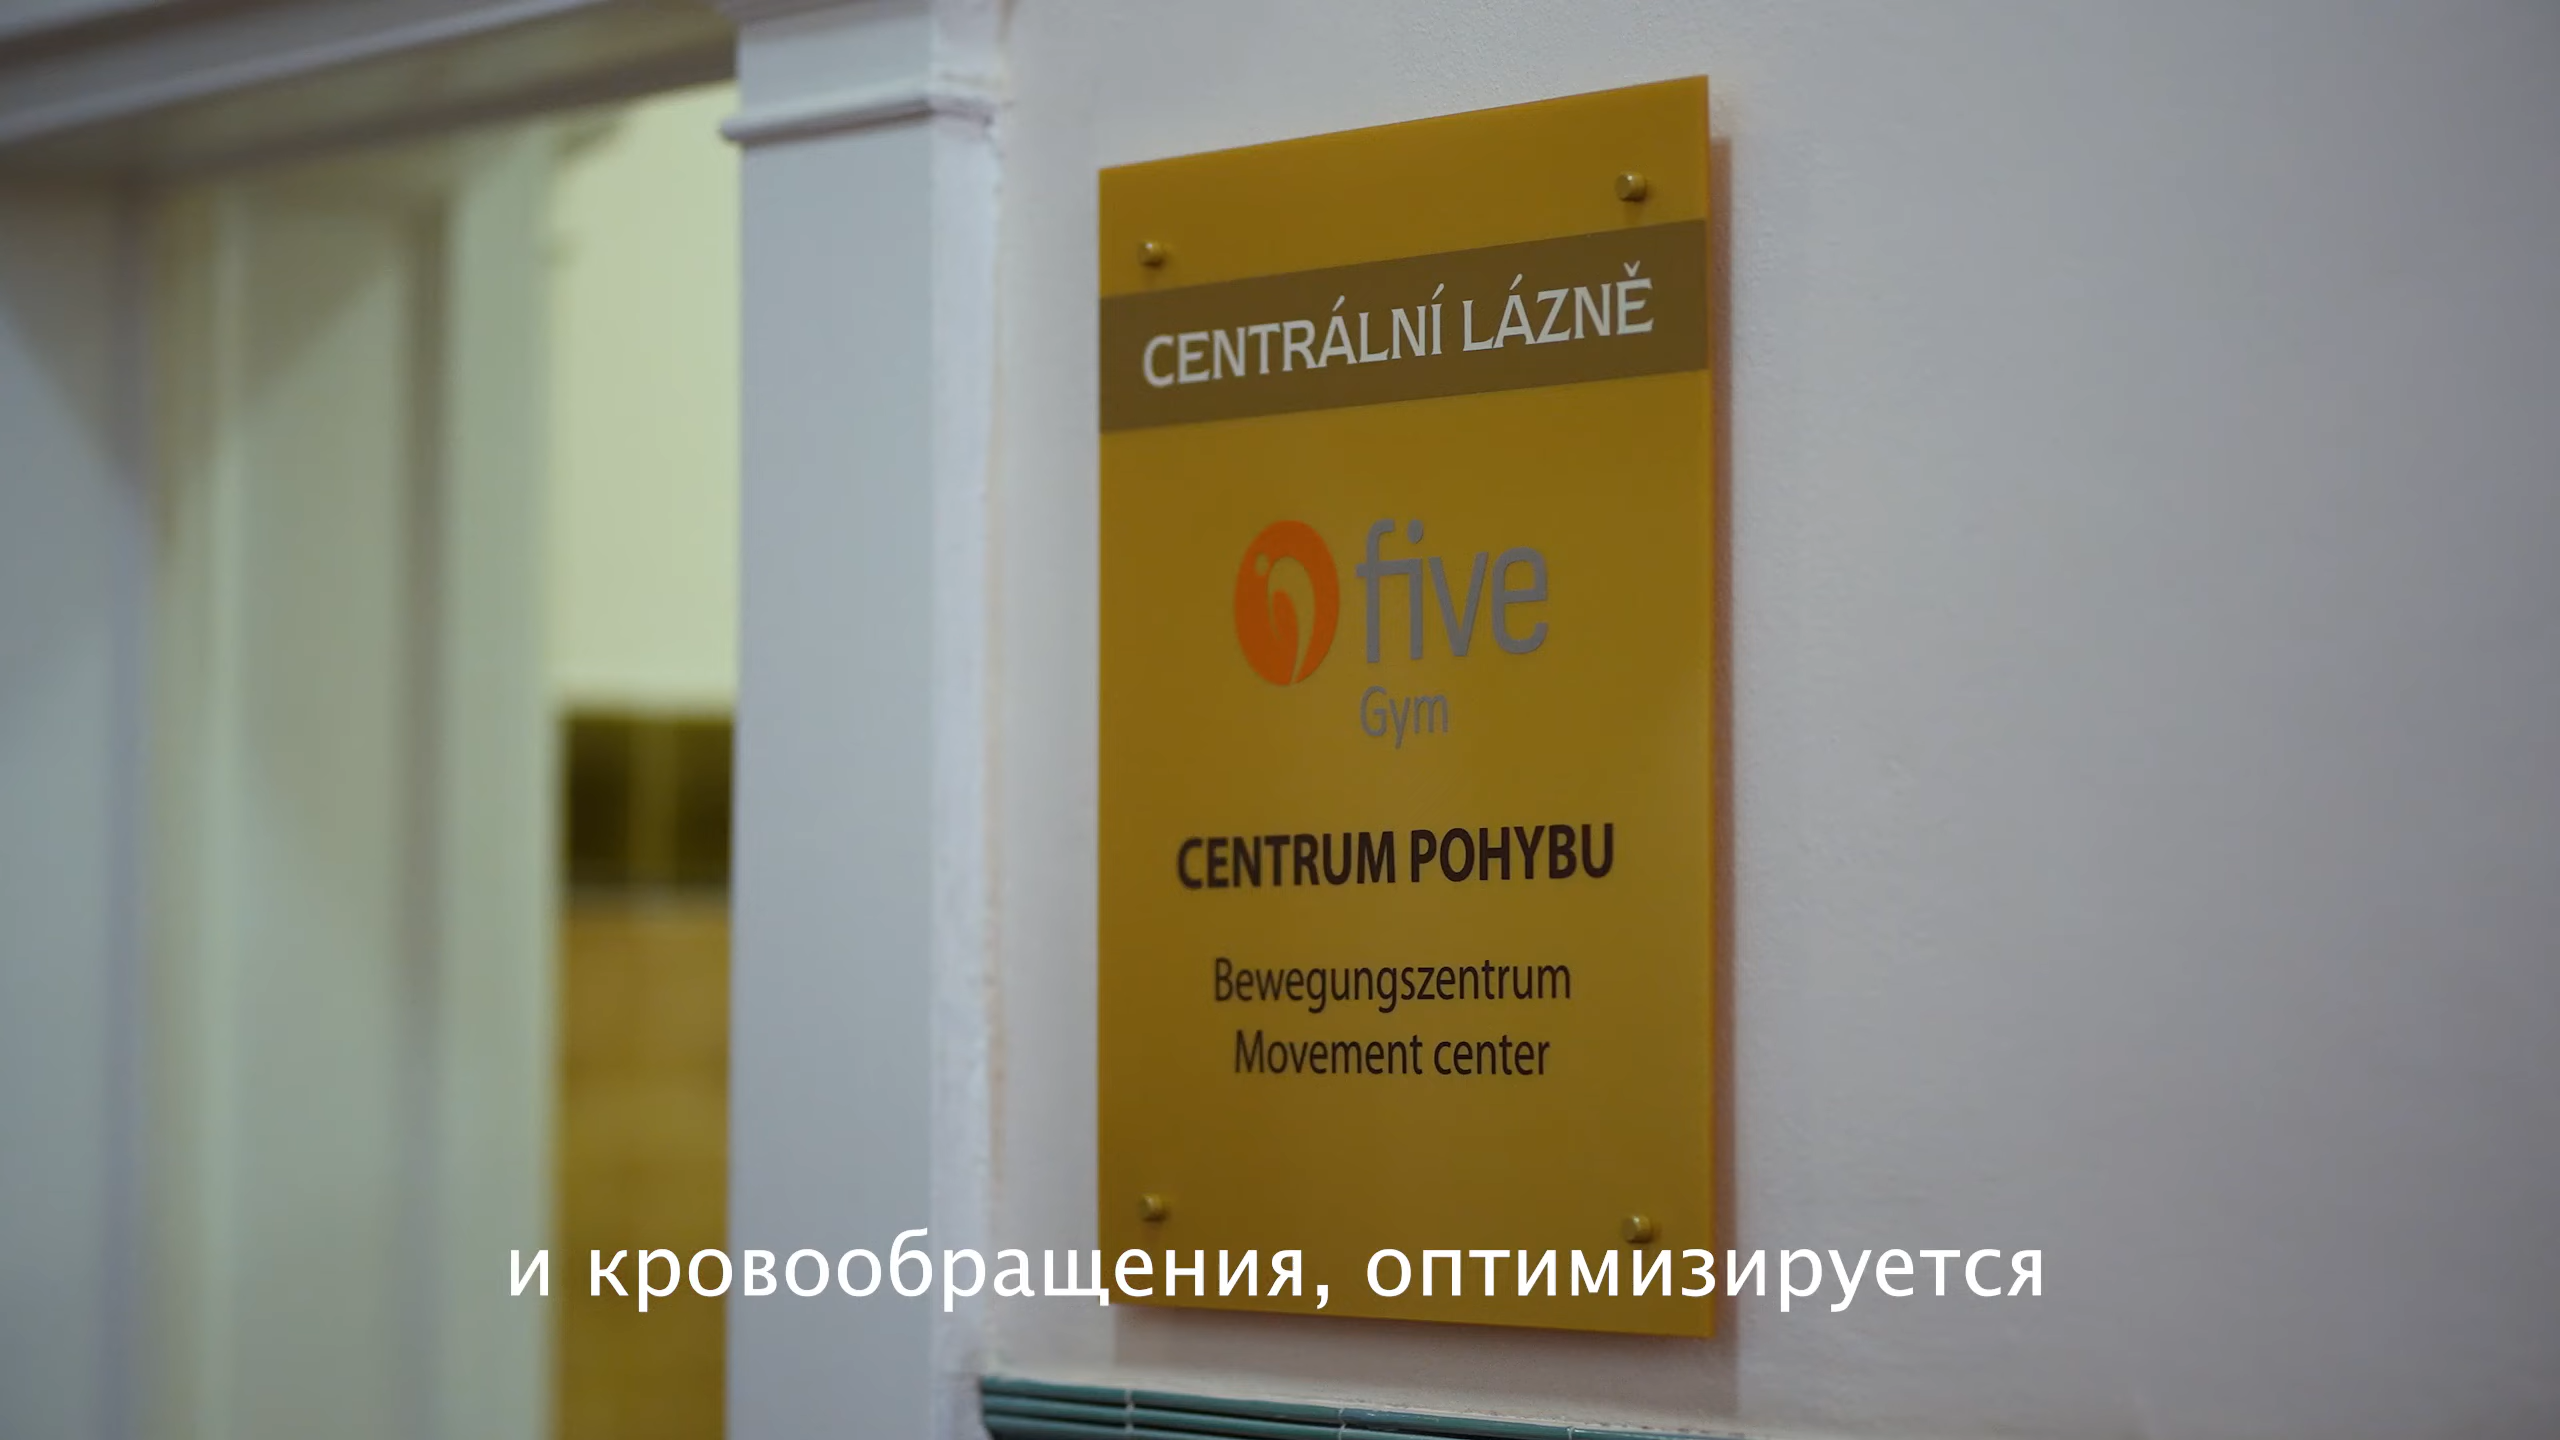 CENTRÁLNÍ LÁZNĚ
five
Gym
CENTRUM POHYBU
Bewegungszentrum
Movement center
и кровообращения, оптимизируется